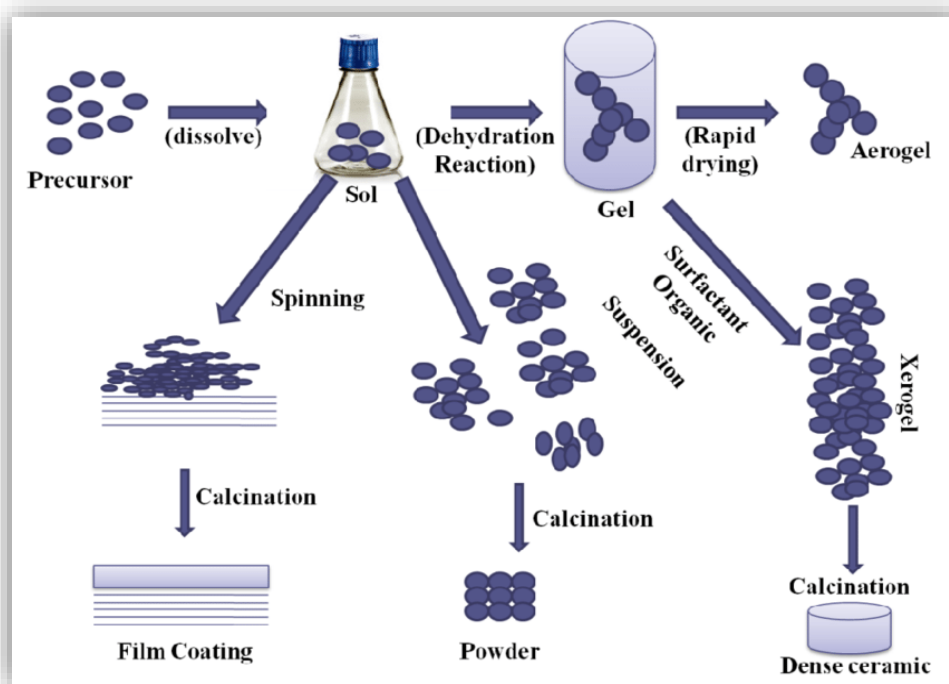 (dissolve)
Precursor
Sol
(Dehydration
Reaction)
Gel
(Rapid
drying)
Aerogel
Spinning
Suspension
Surfactant
Organic
Xerogel
Calcination
Calcination
Calcination
Film Coating
Powder
Dense ceramic